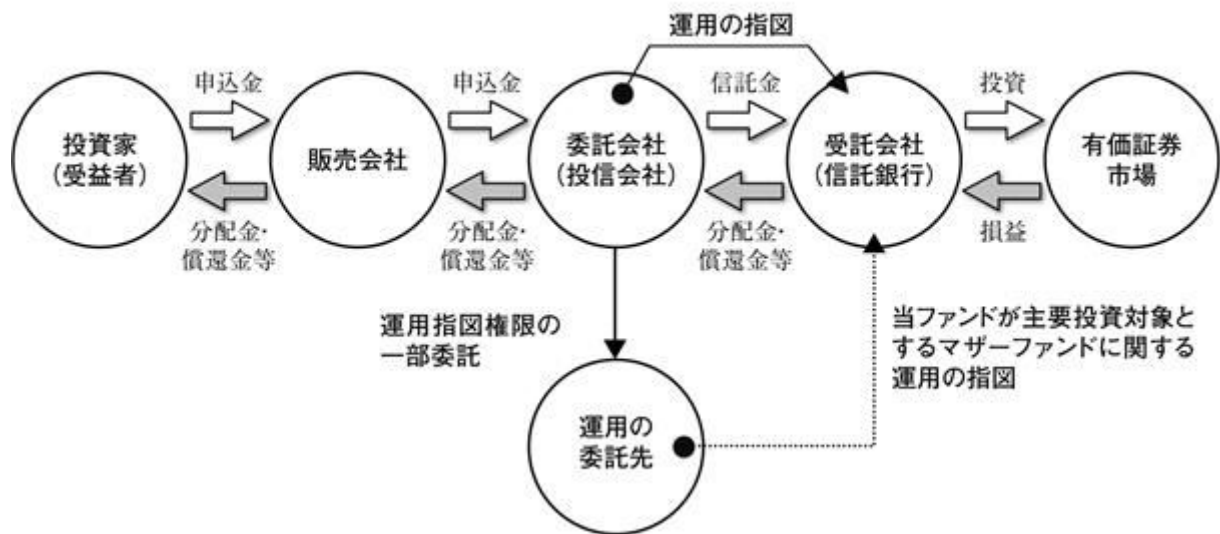 運用の指図
申込金
申込金
信託金
投資
投資家
（受益者）
販売会社
委託会社
（投信会社）
受託会社
（信託銀行）
有価証券
市場
分配金・
償還金等
分配金・
償還金等
分配金・
償還金等
損益
運用指図権限の
一部委託
当ファンドが主要投資対象と
するマザーファンドに関する
運用の指図
運用の
委託先